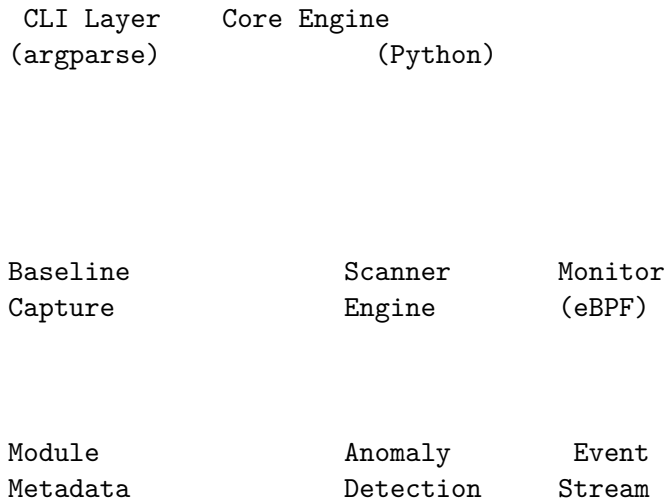 CLI Layer Core Engine
(argparse) (Python)
Baseline Scanner Monitor
Capture Engine (eBPF)
Module Anomaly Event
Metadata Detection Stream